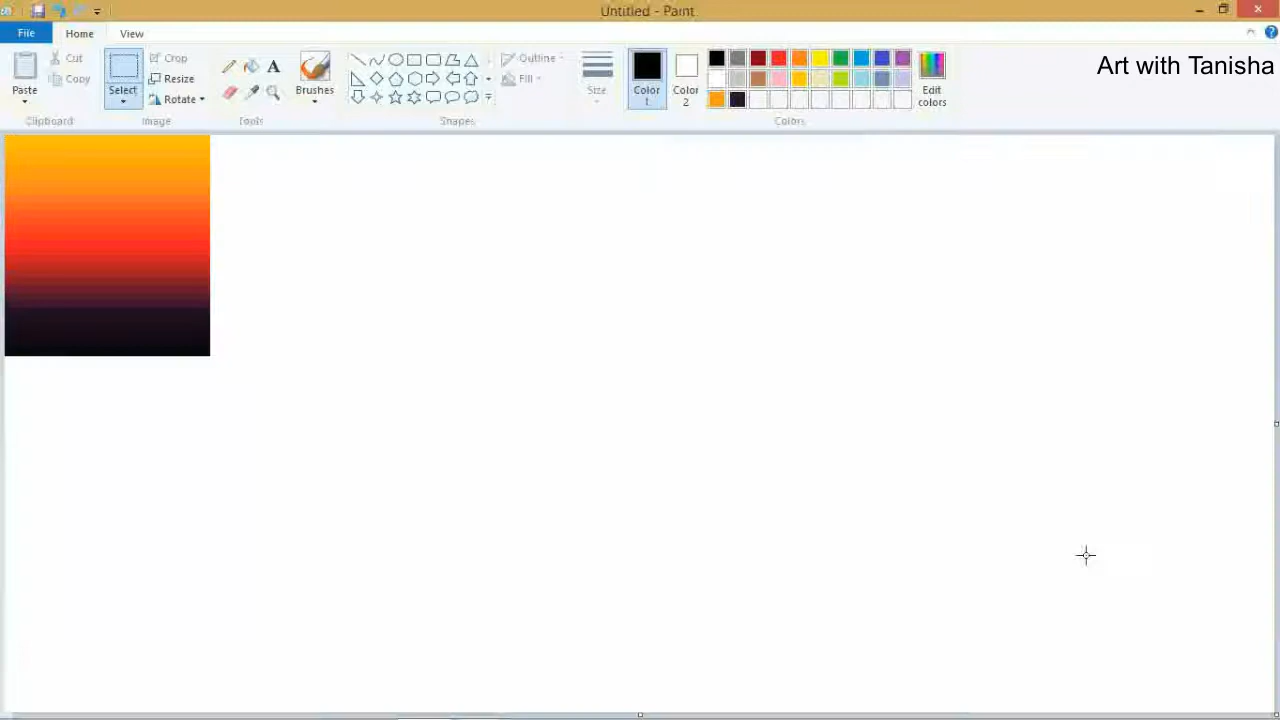 Untitled - Paint
File Home View
Art with Tanisha
Paste
Cut
Copy
Clipboard
Select
Crop
Resize
Rotate
Image
A
Tools
Brushes
Shapes
Outline
Fill
Size
Color 1
Color 2
Colors
Edit colors